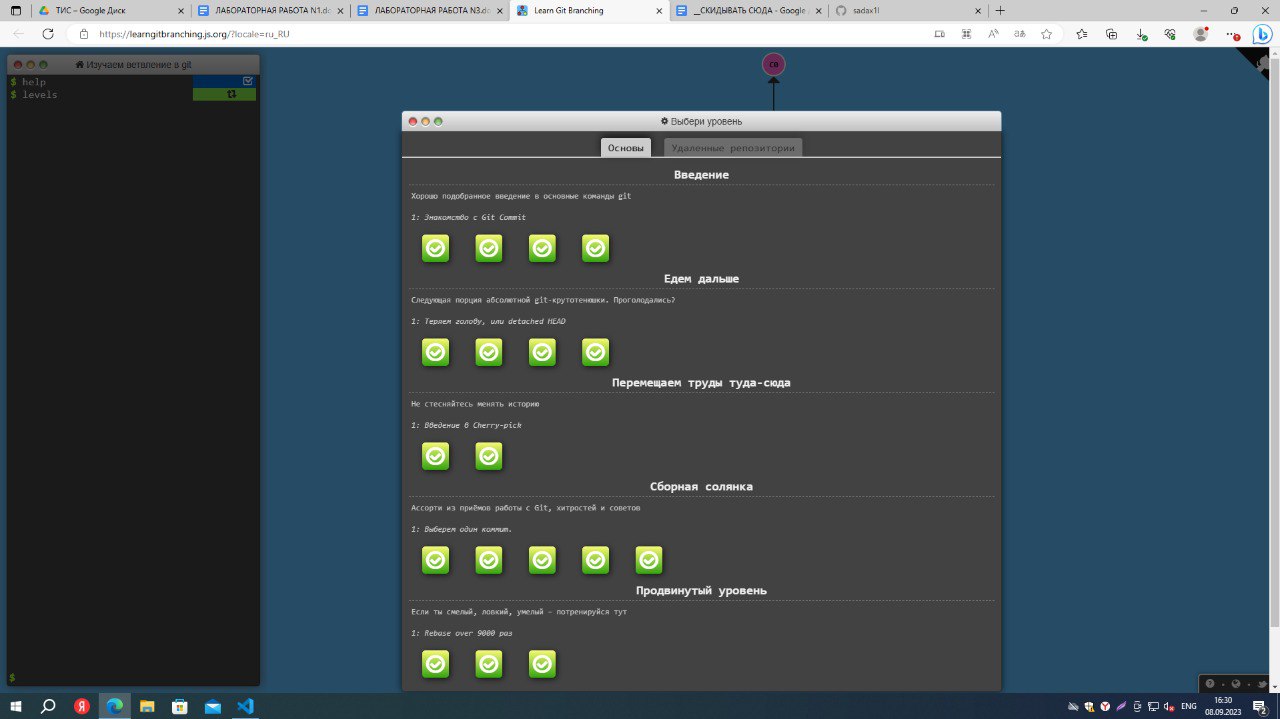 ТИС – Google Диск
ЛАБОРАТОРНАЯ РАБОТА N1.do
ЛАБОРАТОРНАЯ РАБОТА N3.do
Learn Git Branching
_СКИДЫВАТЬ СЮДА - Google
sadax1l
https://learngitbranching.js.org/?locale=ru_RU
Изучаем ветвление в git
$ help
$ levels
$
C0
Выбери уровень
Основы
Удаленные репозитории
Введение
Хорошо подобранное введение в основные команды git
1: Знакомство с Git Commit
Едем дальше
Следующая порция абсолютной git-крутотенюшки. Проголодались?
1: Теряем голову, или detached HEAD
Перемещаем труды туда-сюда
Не стесняйтесь менять историю
1: Введение в Cherry-pick
Сборная солянка
Ассорти из приёмов работы с Git, хитростей и советов
1: Выберем один коммит.
Продвинутый уровень
Если ты смелый, ловкий, умелый – потренируйся тут
1: Rebase over 9000 раз
ENG
16:30
08.09.2023
2